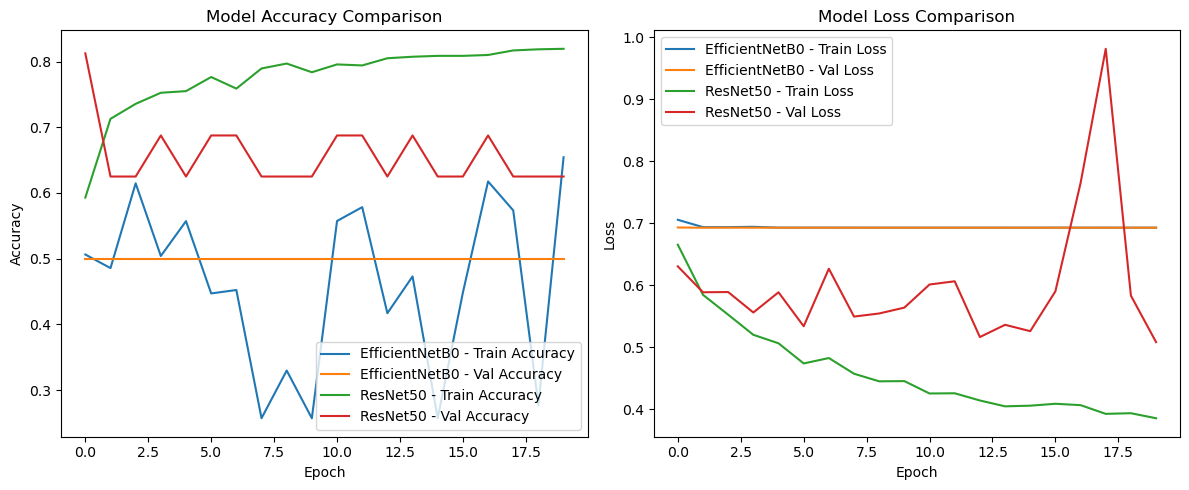 Model Accuracy Comparison
Accuracy
0.8
0.7
0.6
0.5
0.4
0.3
EfficientNetB0 - Train Accuracy
EfficientNetB0 - Val Accuracy
ResNet50 - Train Accuracy
ResNet50 - Val Accuracy
0.0 2.5 5.0 7.5 10.0 12.5 15.0 17.5
Epoch
Model Loss Comparison
Loss
1.0
0.9
0.8
0.7
0.6
0.5
0.4
EfficientNetB0 - Train Loss
EfficientNetB0 - Val Loss
ResNet50 - Train Loss
ResNet50 - Val Loss
0.0 2.5 5.0 7.5 10.0 12.5 15.0 17.5
Epoch